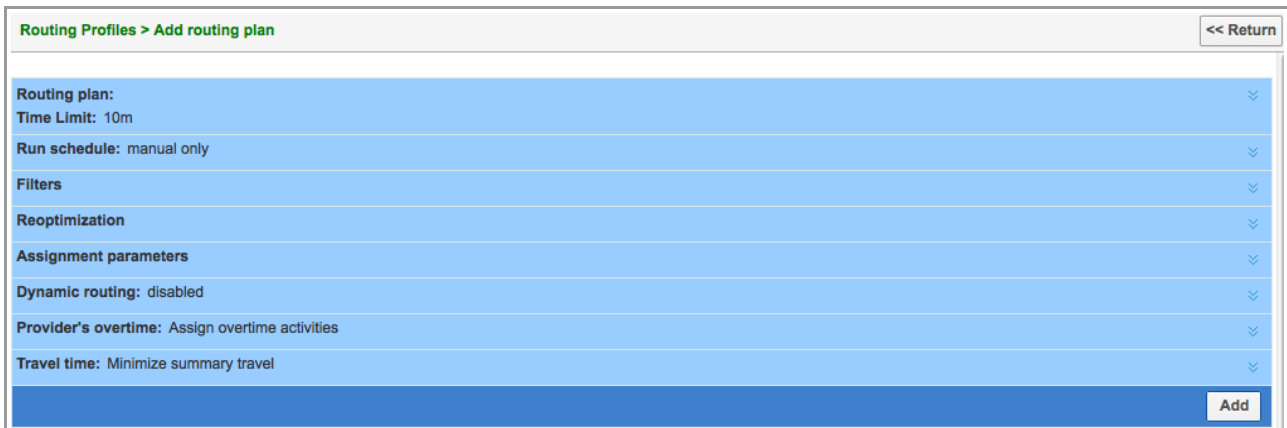 Routing Profiles > Add routing plan
<< Return
Routing plan:
Time Limit: 10m
Run schedule: manual only
Filters
Reoptimization
Assignment parameters
Dynamic routing: disabled
Provider's overtime: Assign overtime activities
Travel time: Minimize summary travel
Add